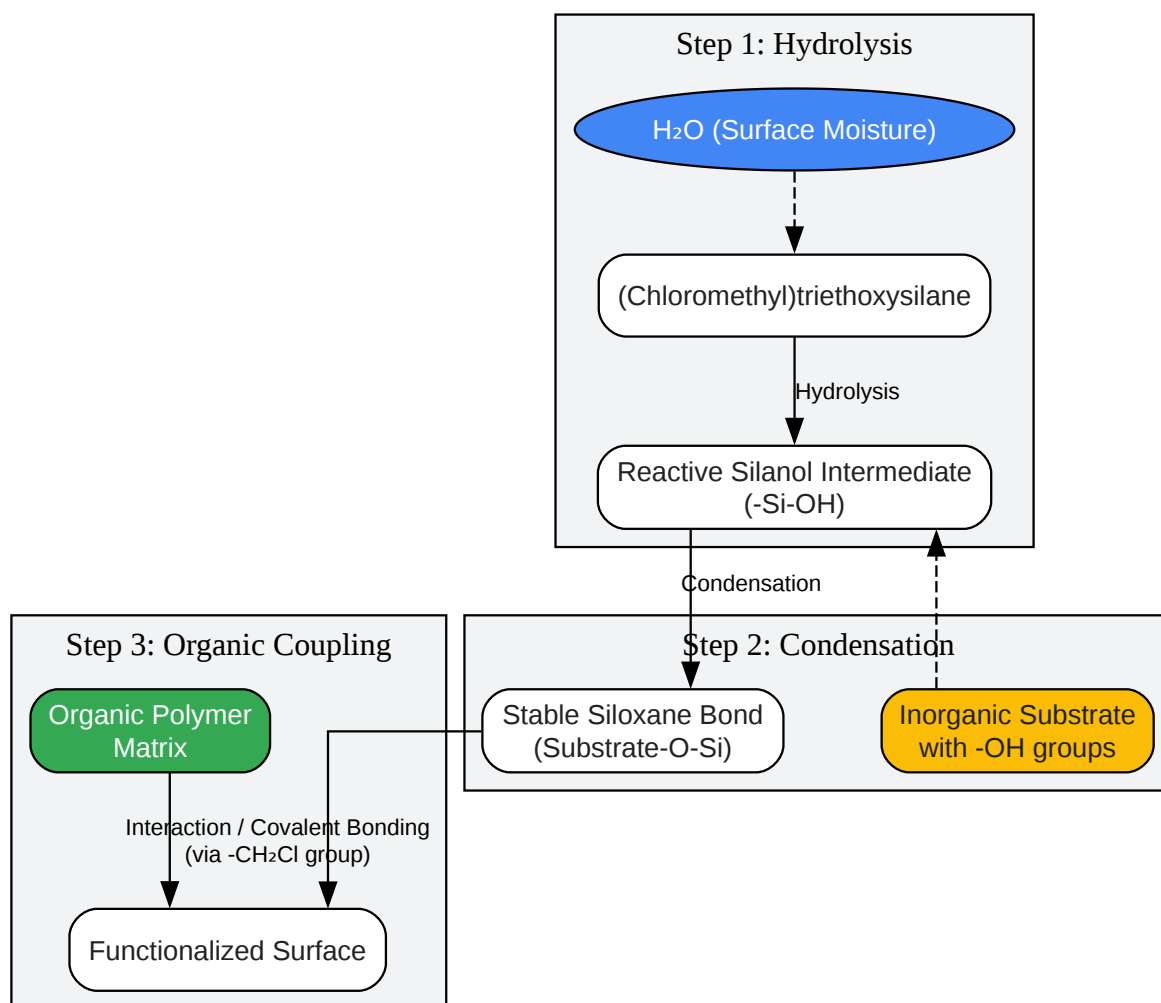 Step 1: Hydrolysis
H₂O (Surface Moisture)
(Chloromethyl)triethoxysilane
Hydrolysis
Reactive Silanol Intermediate
(-Si-OH)
Condensation
Step 2: Condensation
Stable Siloxane Bond
(Substrate-O-Si)
Inorganic Substrate
with -OH groups
Step 3: Organic Coupling
Organic Polymer
Matrix
Interaction / Covalent Bonding
(via -CH₂Cl group)
Functionalized Surface